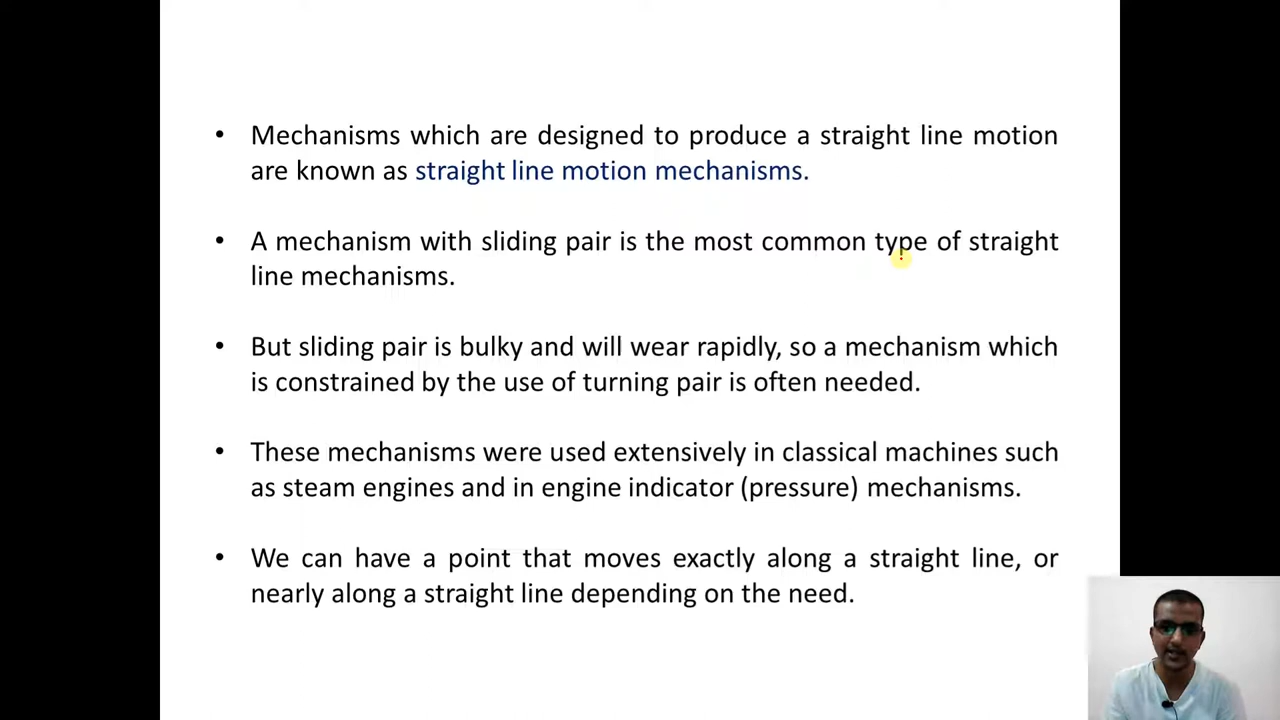 • Mechanisms which are designed to produce a straight line motion
are known as straight line motion mechanisms.
• A mechanism with sliding pair is the most common type of straight
line mechanisms.
• But sliding pair is bulky and will wear rapidly, so a mechanism which
is constrained by the use of turning pair is often needed.
• These mechanisms were used extensively in classical machines such
as steam engines and in engine indicator (pressure) mechanisms.
• We can have a point that moves exactly along a straight line, or
nearly along a straight line depending on the need.